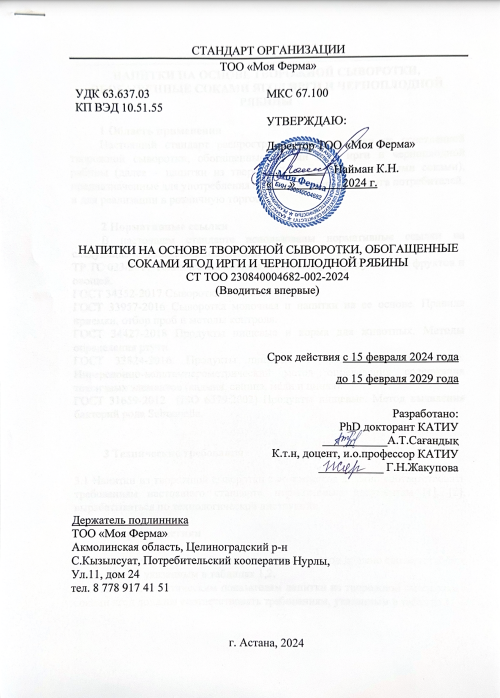 СТАНДАРТ ОРГАНИЗАЦИИ
ТОО «Моя Ферма»
УДК 63.637.03 МКС 67.100
КП ВЭД 10.51.55
УТВЕРЖДАЮ:
Директор ТОО «Моя Ферма»
Найман К.Н.
2024 г.
Моя Ферма
НАПИТКИ НА ОСНОВЕ ТВОРОЖНОЙ СЫВОРОТКИ, ОБОГАЩЕННЫЕ
СОКАМИ ЯГОД ИРГИ И ЧЕРНОПЛОДНОЙ РЯБИНЫ
СТ ТОО 230840004682-002-2024
(Вводиться впервые)
Срок действия с 15 февраля 2024 года
до 15 февраля 2029 года
Разработано:
PhD докторант КАТИУ
А.Т.Сағандық
К.т.н, доцент, и.о.профессор КАТИУ
Г.Н.Жакупова
Держатель подлинника
ТОО «Моя Ферма»
Акмолинская область, Целиноградский р-н
С.Кызылсуат, Потребительский кооператив Нурлы,
Ул.11, дом 24
тел. 8 778 917 41 51
г. Астана, 2024